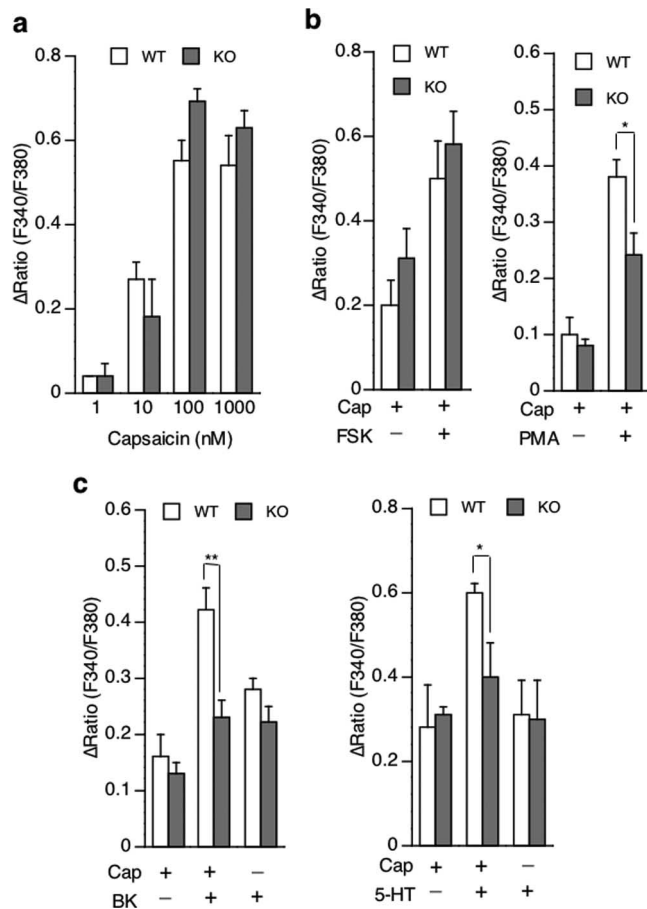 a
WT KO
ΔRatio (F340/F380)
0.8
0.6
0.4
0.2
0
1 10 100 1000
Capsaicin (nM)
b
WT
KO
ΔRatio (F340/F380)
0.8
0.6
0.4
0.2
0
Cap + +
FSK – +
WT
KO
ΔRatio (F340/F380)
0.6
0.5
0.4
0.3
0.2
0.1
0
*
Cap + +
PMA – +
c
WT KO
ΔRatio (F340/F380)
0.6
0.5
0.4
0.3
0.2
0.1
0
**
Cap + + –
BK – + +
WT KO
ΔRatio (F340/F380)
0.8
0.6
0.4
0.2
0
*
Cap + + –
5-HT – + +